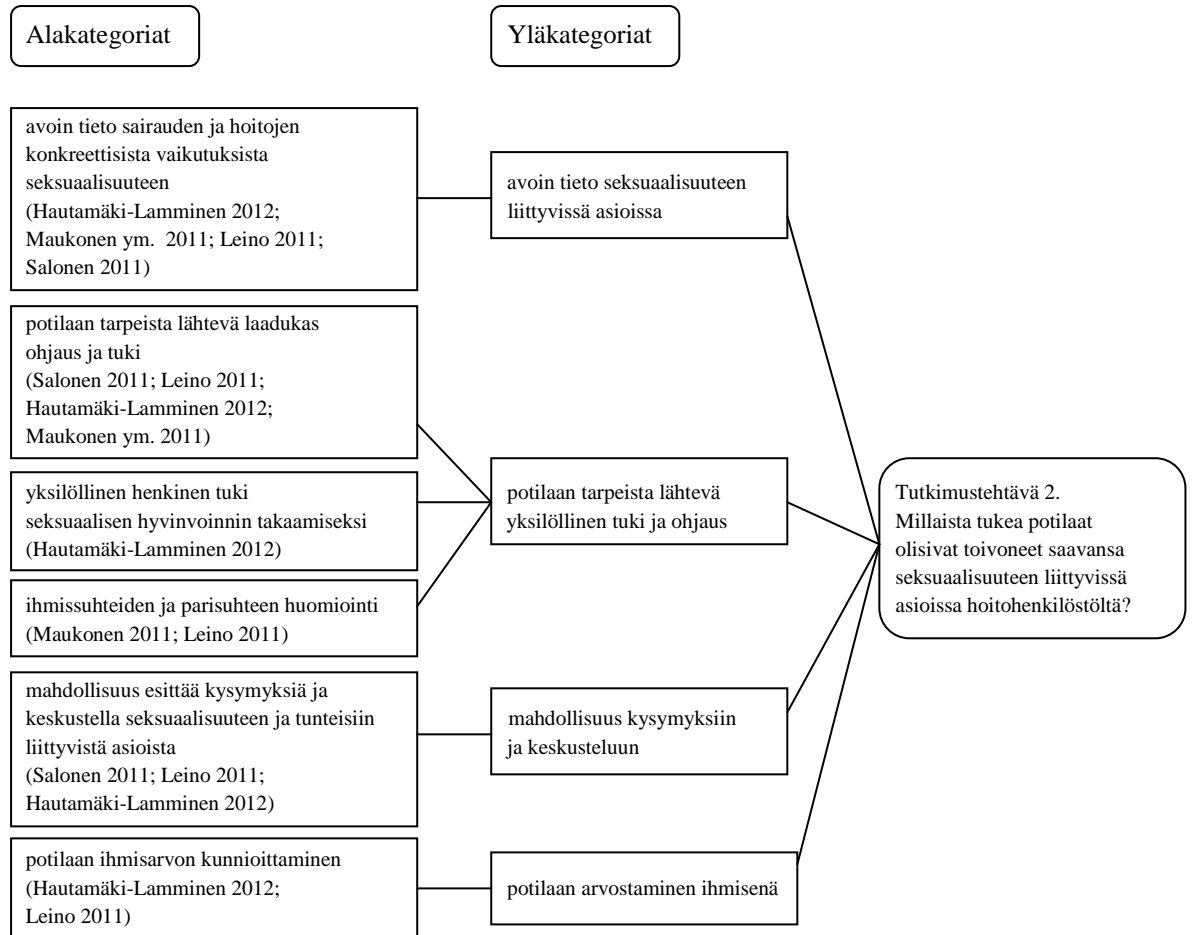 Alakategoriat
Yläkategoriat
avoin tieto sairauden ja hoitojen
konkreettisista vaikutuksista
seksuaalisuuteen
(Hautamäki-Lamminen 2012;
Maukonen ym. 2011; Leino 2011;
Salonen 2011)
avoin tieto seksuaalisuuteen
liittyvissä asioissa
potilaan tarpeista lähtevä laadukas
ohjaus ja tuki
(Salonen 2011; Leino 2011;
Hautamäki-Lamminen 2012;
Maukonen ym. 2011)
yksilöllinen henkinen tuki
seksuaalisen hyvinvoinnin takaamiseksi
(Hautamäki-Lamminen 2012)
ihmissuhteiden ja parisuhteen huomiointi
(Maukonen 2011; Leino 2011)
potilaan tarpeista lähtevä
yksilöllinen tuki ja ohjaus
Tutkimustehtävä 2.
Millaista tukea potilaat
olisivat toivoneet saavansa
seksuaalisuuteen liittyvissä
asioissa hoitohenkilöstöltä?
mahdollisuus esittää kysymyksiä ja
keskustella seksuaalisuuteen ja tunteisiin
liittyvistä asioista
(Salonen 2011; Leino 2011;
Hautamäki-Lamminen 2012)
mahdollisuus kysymyksiin
ja keskusteluun
potilaan ihmisarvon kunnioittaminen
(Hautamäki-Lamminen 2012;
Leino 2011)
potilaan arvostaminen ihmisenä